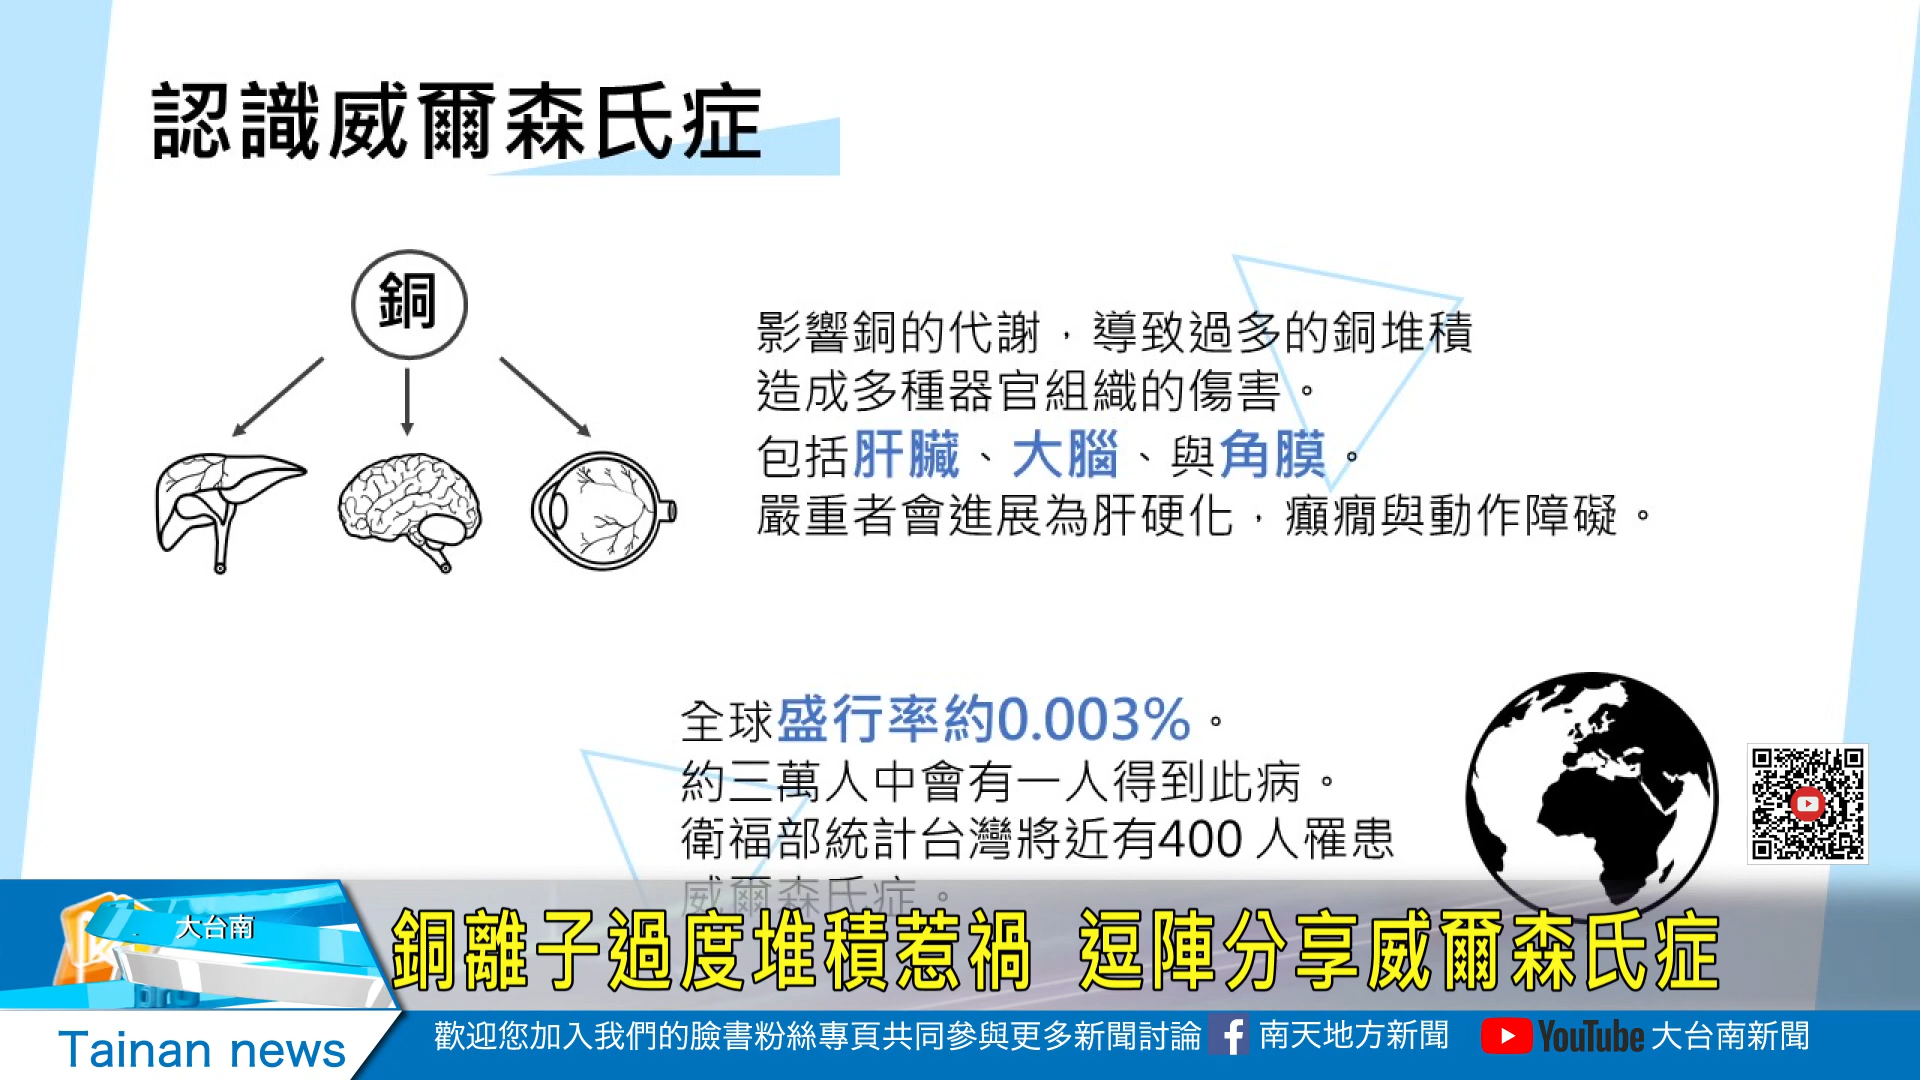 認識威爾森氏症
銅
影響銅的代謝，導致過多的銅堆積
造成多種器官組織的傷害。
包括肝臟、大腦、與角膜。
嚴重者會進展為肝硬化，癲癇與動作障礙。
全球盛行率約0.003%。
約三萬人中會有一人得到此病。
衛福部統計台灣將近有400人罹患
威爾森氏症。
大台南
銅離子過度堆積惹禍 逗陣分享威爾森氏症
Tainan news
歡迎您加入我們的臉書粉絲專頁共同參與更多新聞討論 f 南天地方新聞 YouTube 大台南新聞